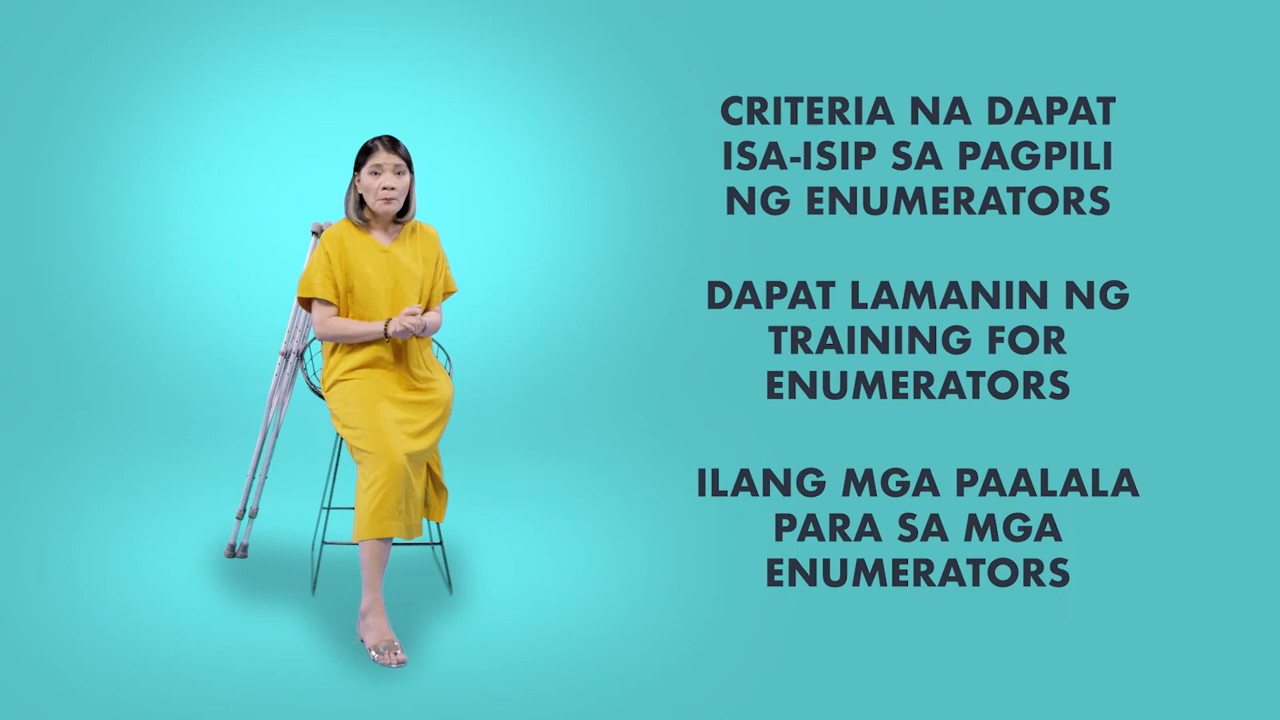 CRITERIA NA DAPAT
ISA-ISIP SA PAGPILI
NG ENUMERATORS
DAPAT LAMANIN NG
TRAINING FOR
ENUMERATORS
ILANG MGA PAALALA
PARA SA MGA
ENUMERATORS